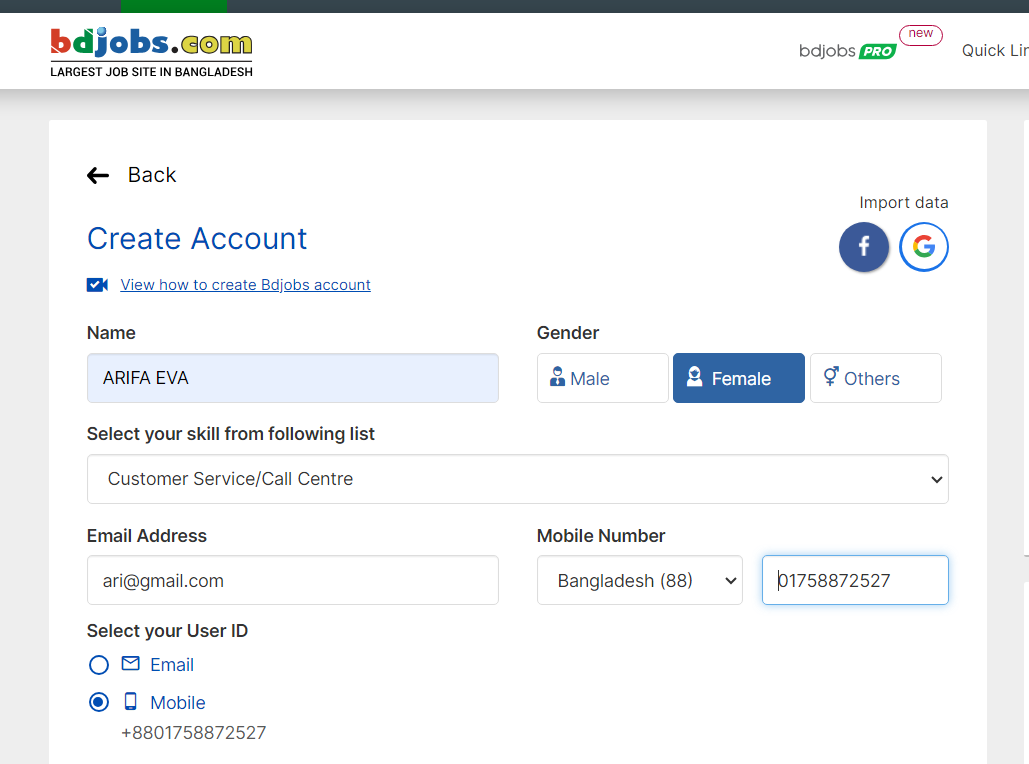 bdjobs.com
LARGEST JOB SITE IN BANGLADESH
bdjobs PRO new
Back
Import data
Create Account
View how to create Bdjobs account
Name Gender
ARIFA EVA Male Female Others
Select your skill from following list
Customer Service/Call Centre
Email Address Mobile Number
ari@gmail.com Bangladesh (88) 01758872527
Select your User ID
Email
Mobile
+8801758872527